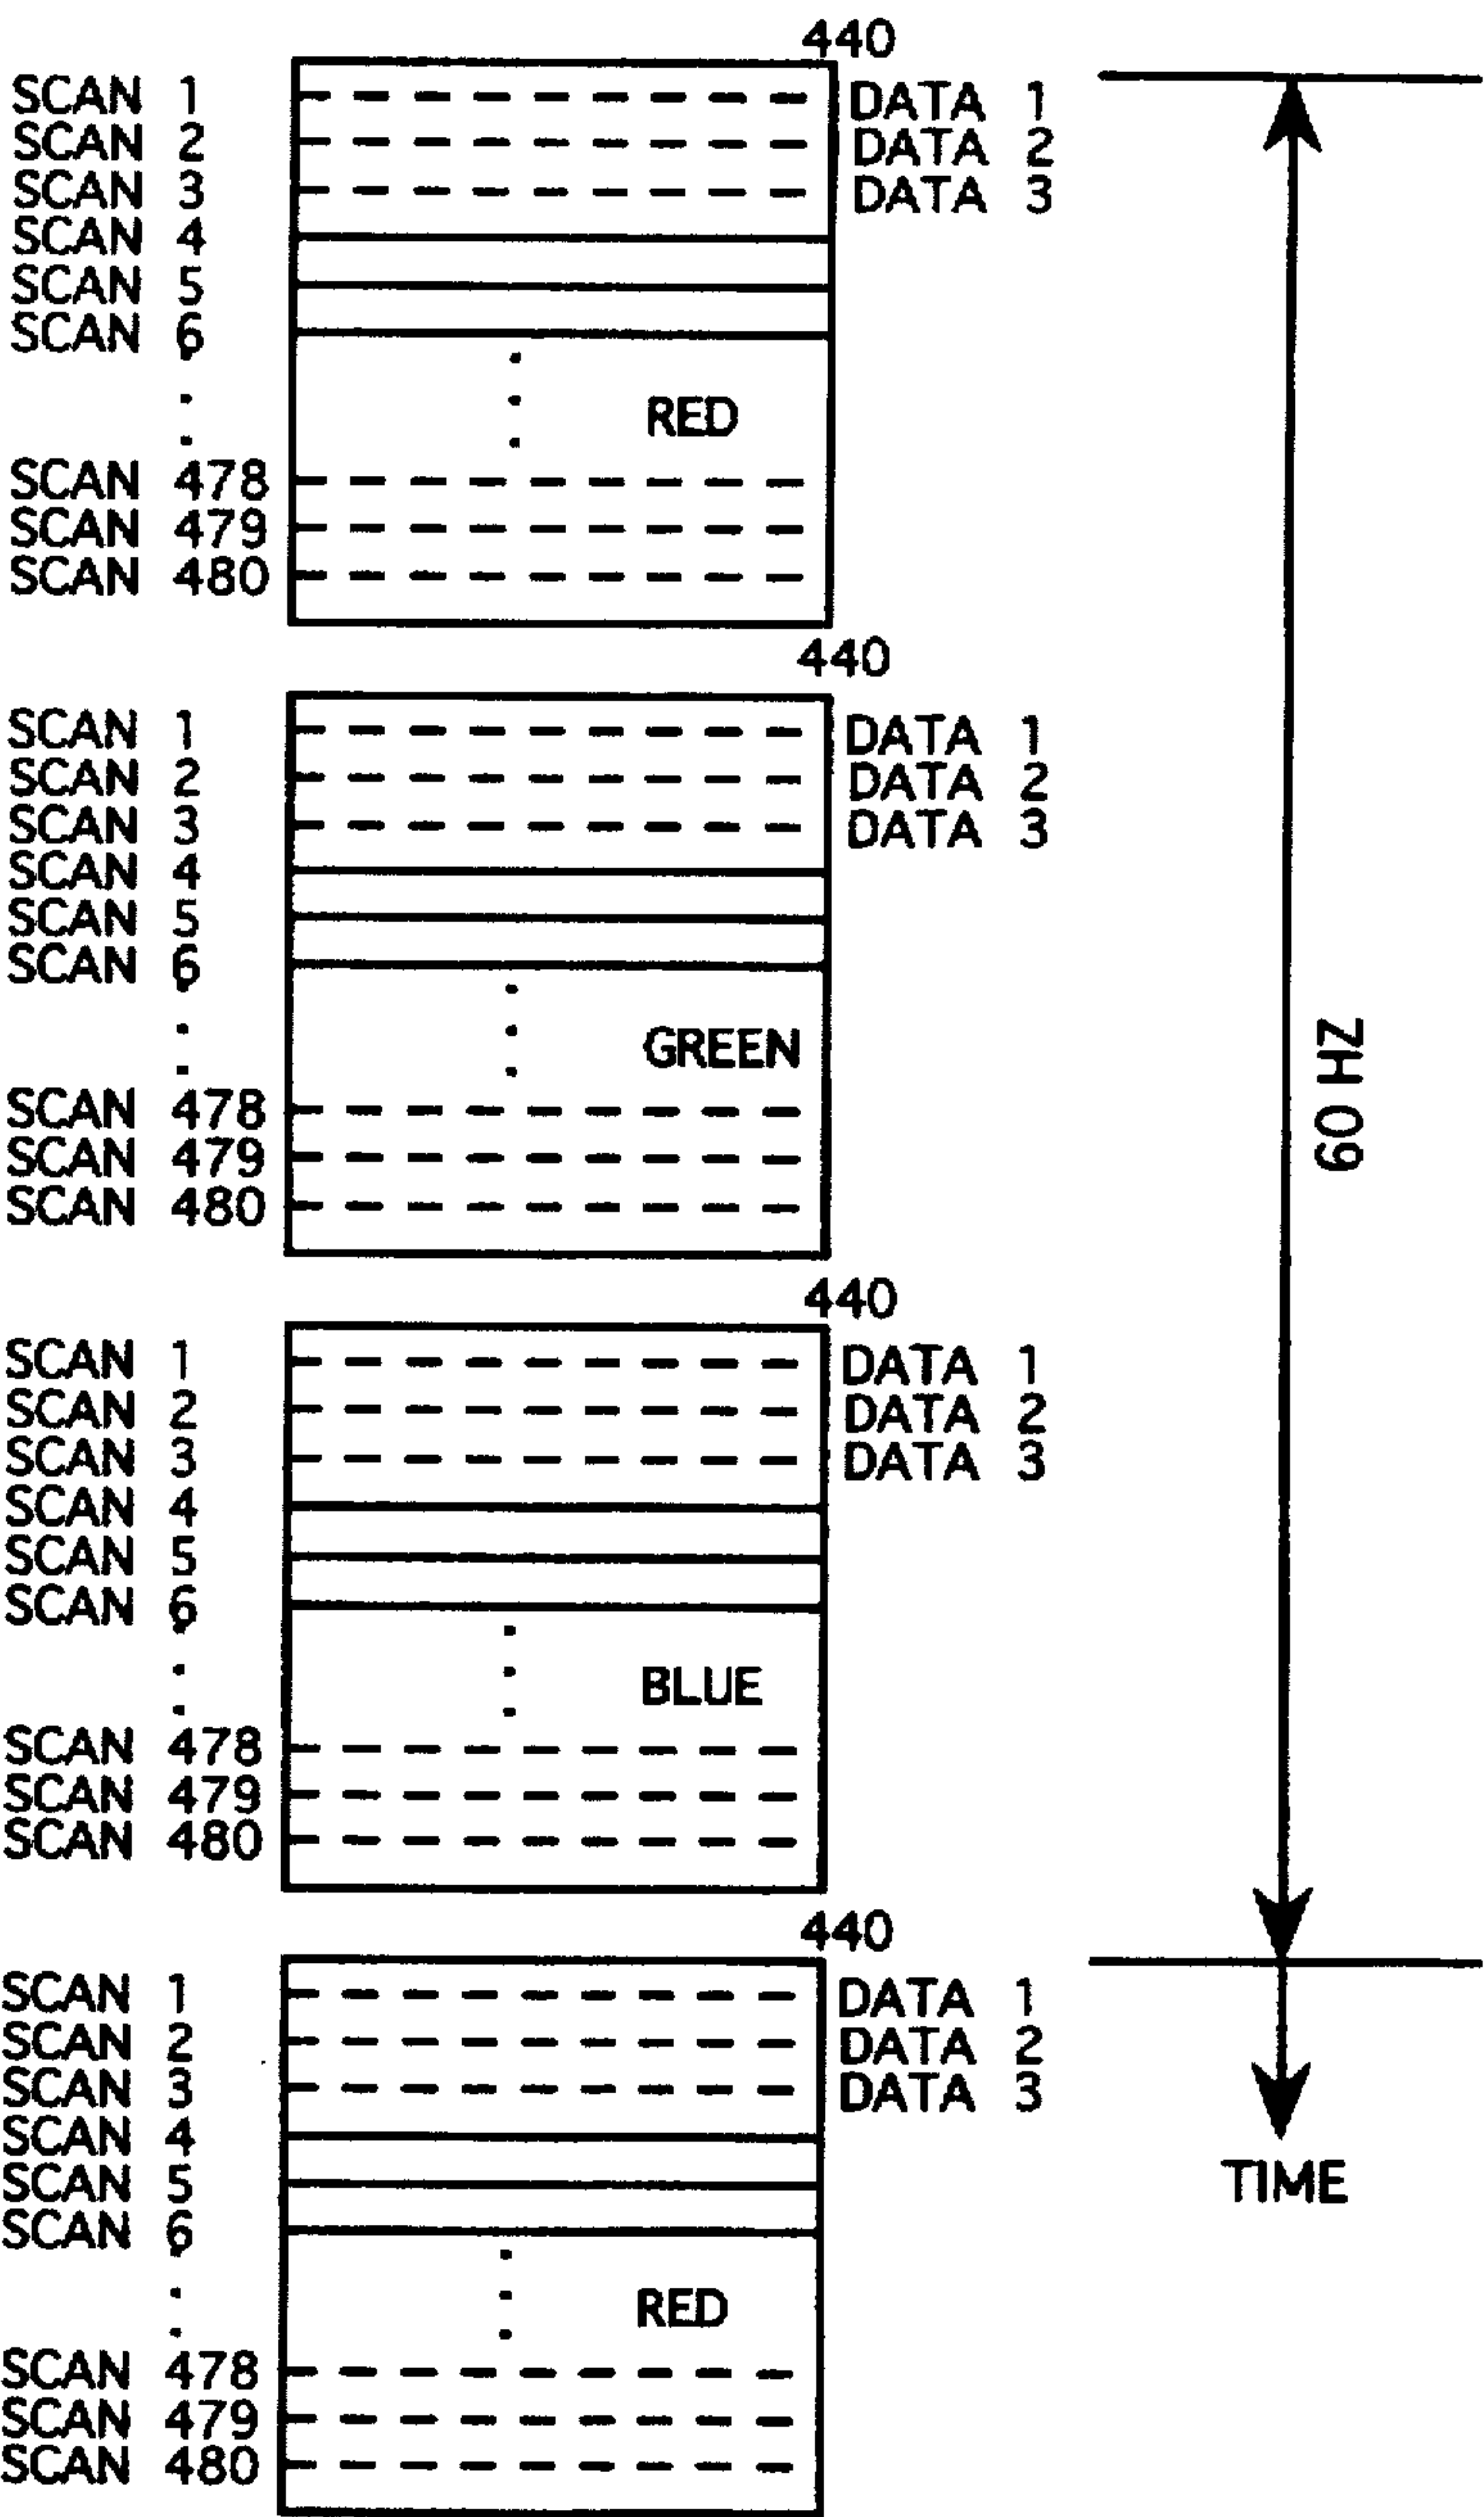 440
SCAN 1 DATA 1
SCAN 2 DATA 2
SCAN 3 DATA 3
SCAN 4
SCAN 5
SCAN 6
RED
SCAN 478
SCAN 479
SCAN 480
440
SCAN 1 DATA 1
SCAN 2 DATA 2
SCAN 3 DATA 3
SCAN 4
SCAN 5
SCAN 6
GREEN
60 HZ
SCAN 478
SCAN 479
SCAN 480
440
SCAN 1 DATA 1
SCAN 2 DATA 2
SCAN 3 DATA 3
SCAN 4
SCAN 5
SCAN 6
BLUE
SCAN 478
SCAN 479
SCAN 480
440
SCAN 1 DATA 1
SCAN 2 DATA 2
SCAN 3 DATA 3
SCAN 4
SCAN 5
TIME
SCAN 6
RED
SCAN 478
SCAN 479
SCAN 480